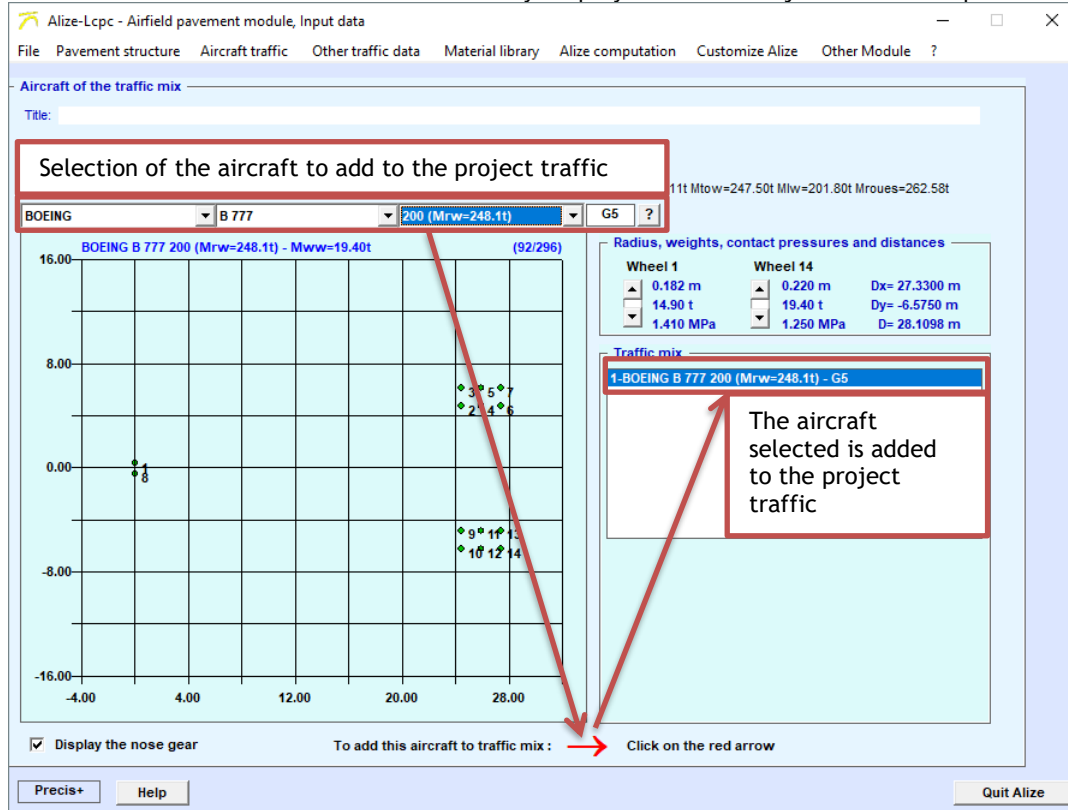 Alize-Lcpc - Airfield pavement module, Input data
File Pavement structure Aircraft traffic Other traffic data Material library Alize computation Customize Alize Other Module ?
Aircraft of the traffic mix
Title:
Selection of the aircraft to add to the project traffic
11t Mtow=247.50t Mlw=201.80t Mroues=262.58t
BOEING B 777 200 (Mrw=248.1t) G5 ?
BOEING B 777 200 (Mrw=248.1t) - Mww=19.40t (92/296)
16.00
8.00
0.00
-8.00
-16.00
-4.00 4.00 12.00 20.00 28.00
3 5 7
2 4 6
1
8
9 11 13
10 12 14
Radius, weights, contact pressures and distances
Wheel 1 Wheel 14
0.182 m 0.220 m Dx= 27.3300 m
14.90 t 19.40 t Dy= -6.5750 m
1.410 MPa 1.250 MPa D= 28.1098 m
Traffic mix
1-BOEING B 777 200 (Mrw=248.1t) - G5
The aircraft
selected is added
to the project
traffic
Display the nose gear To add this aircraft to traffic mix : Click on the red arrow
Precis+ Help Quit Alize